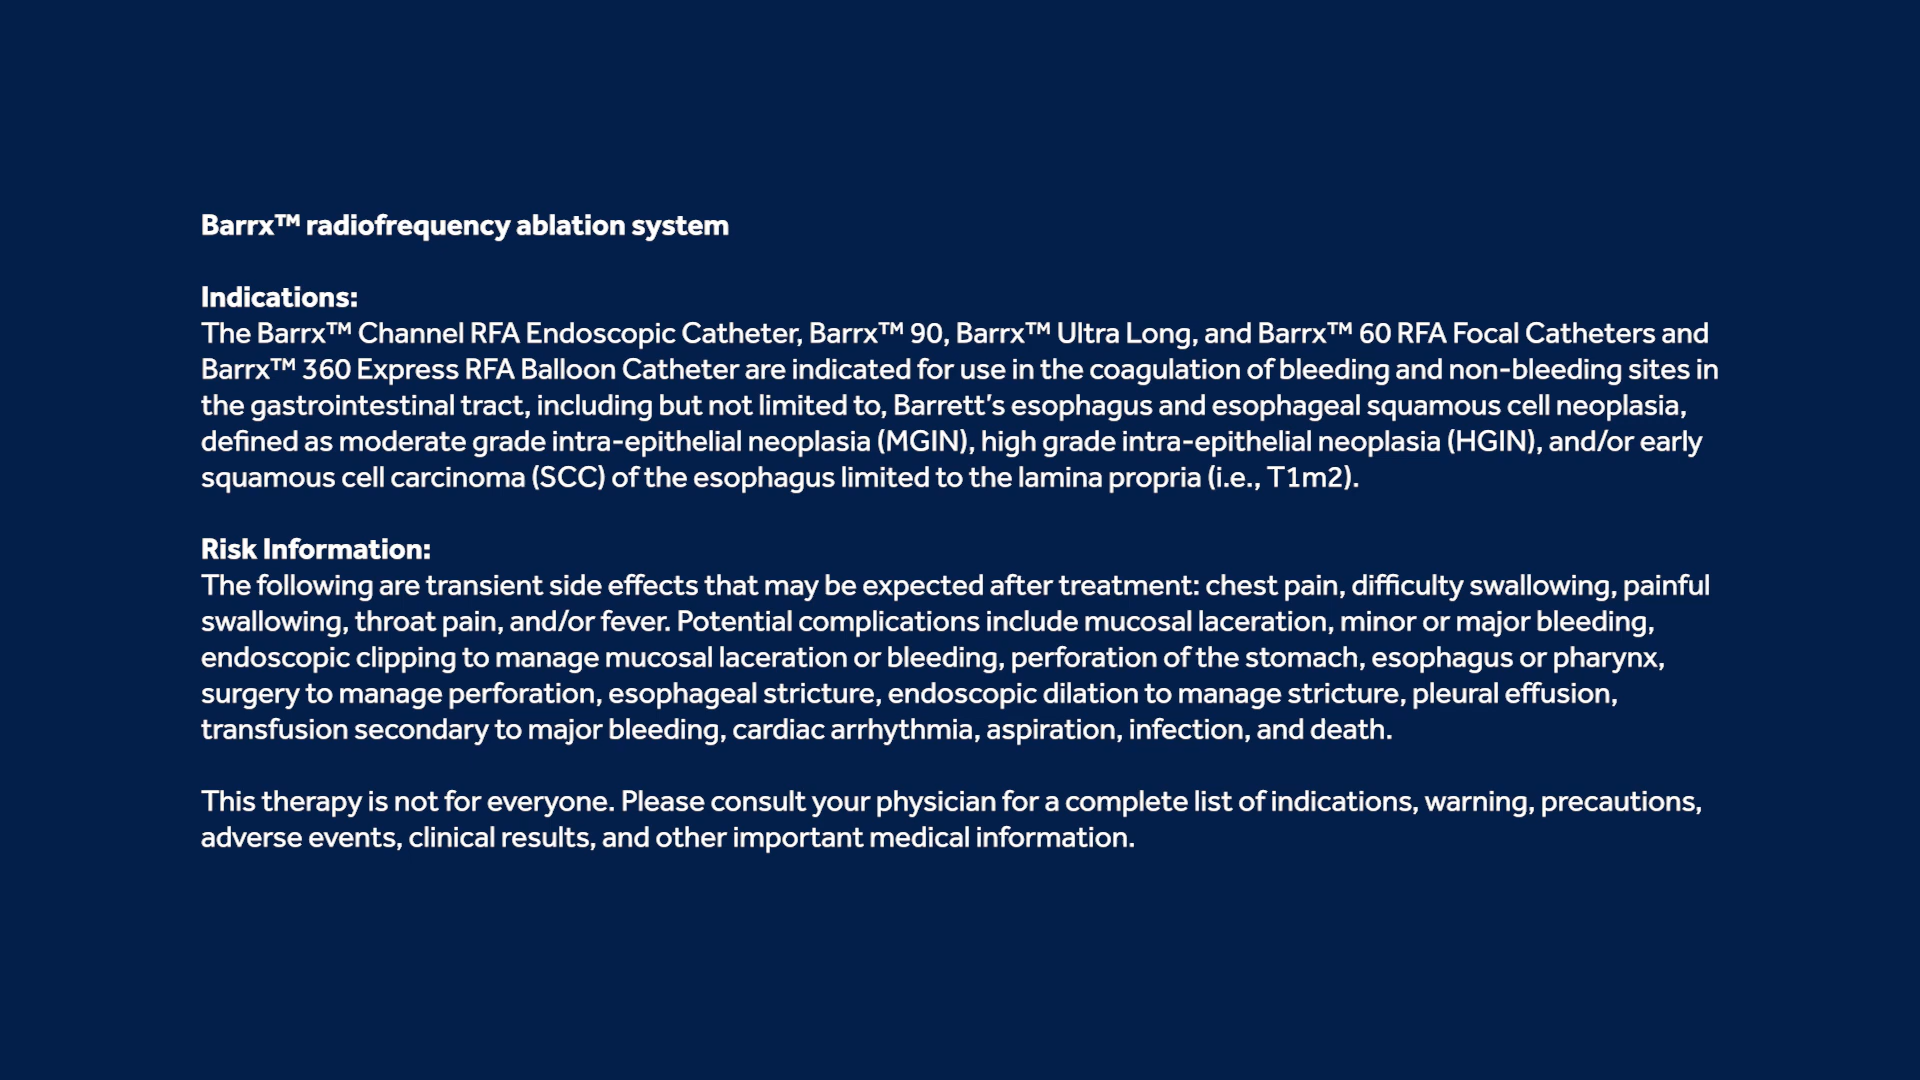 Barrx™ radiofrequency ablation system
Indications:
The Barrx™ Channel RFA Endoscopic Catheter, Barrx™ 90, Barrx™ Ultra Long, and Barrx™ 60 RFA Focal Catheters and
Barrx™ 360 Express RFA Balloon Catheter are indicated for use in the coagulation of bleeding and non-bleeding sites in
the gastrointestinal tract, including but not limited to, Barrett’s esophagus and esophageal squamous cell neoplasia,
defined as moderate grade intra-epithelial neoplasia (MGIN), high grade intra-epithelial neoplasia (HGIN), and/or early
squamous cell carcinoma (SCC) of the esophagus limited to the lamina propria (i.e., T1m2).
Risk Information:
The following are transient side effects that may be expected after treatment: chest pain, difficulty swallowing, painful
swallowing, throat pain, and/or fever. Potential complications include mucosal laceration, minor or major bleeding,
endoscopic clipping to manage mucosal laceration or bleeding, perforation of the stomach, esophagus or pharynx,
surgery to manage perforation, esophageal stricture, endoscopic dilation to manage stricture, pleural effusion,
transfusion secondary to major bleeding, cardiac arrhythmia, aspiration, infection, and death.
This therapy is not for everyone. Please consult your physician for a complete list of indications, warning, precautions,
adverse events, clinical results, and other important medical information.